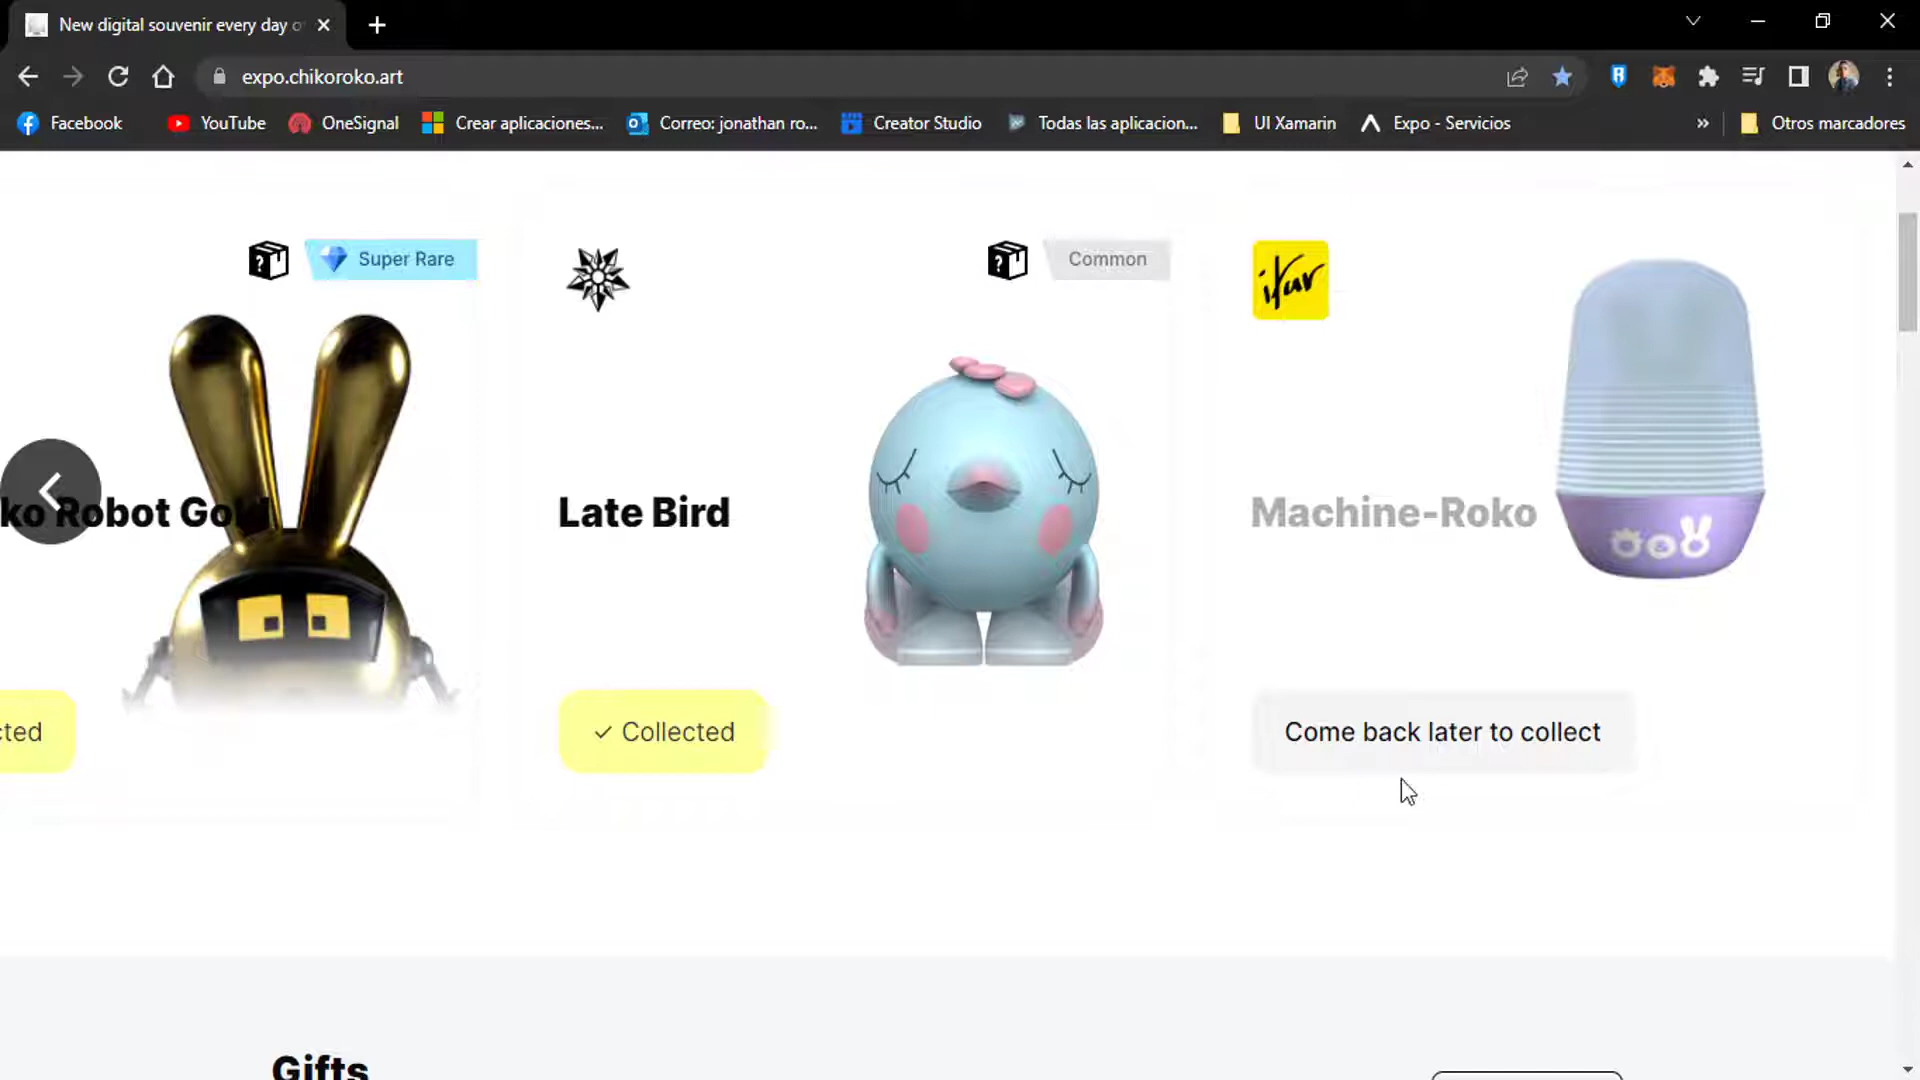 New digital souvenir every day o
expo.chikoroko.art
Facebook
YouTube
OneSignal
Crear aplicaciones...
Correo: jonathan ro...
Creator Studio
Todas las aplicacion...
UI Xamarin
Expo - Servicios
»
Otros marcadores
Super Rare
Common
ko Robot Gold
Late Bird
Machine-Roko
cted
✓ Collected
Come back later to collect
Gifts